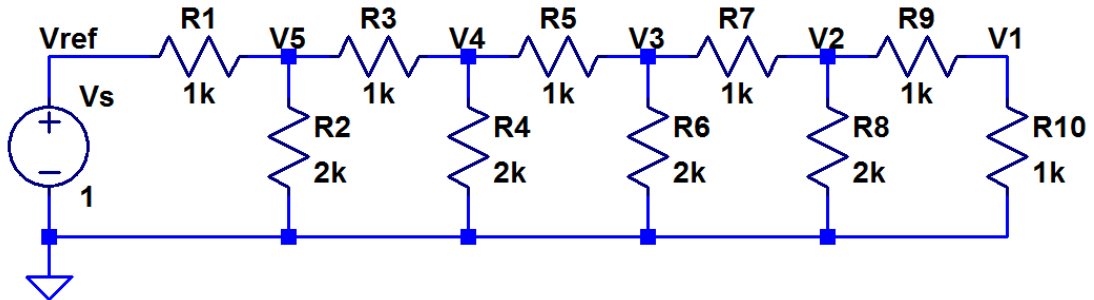 R1 R3 R5 R7 R9
Vref V5 V4 V3 V2 V1
1k 1k 1k 1k 1k
Vs
R2 R4 R6 R8 R10
+
2k 2k 2k 2k 1k
1